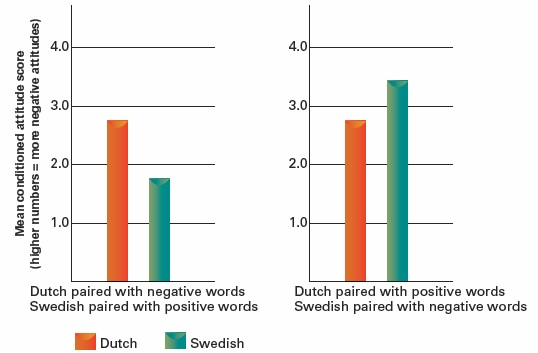 Mean conditioned attitude score
(higher numbers = more negative attitudes)
4.0
3.0
2.0
1.0
Dutch paired with negative words
Swedish paired with positive words
4.0
3.0
2.0
1.0
Dutch paired with positive words
Swedish paired with negative words
Dutch
Swedish